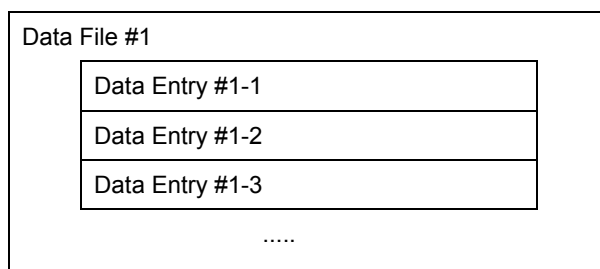 Data File #1
Data Entry #1-1
Data Entry #1-2
Data Entry #1-3
.....